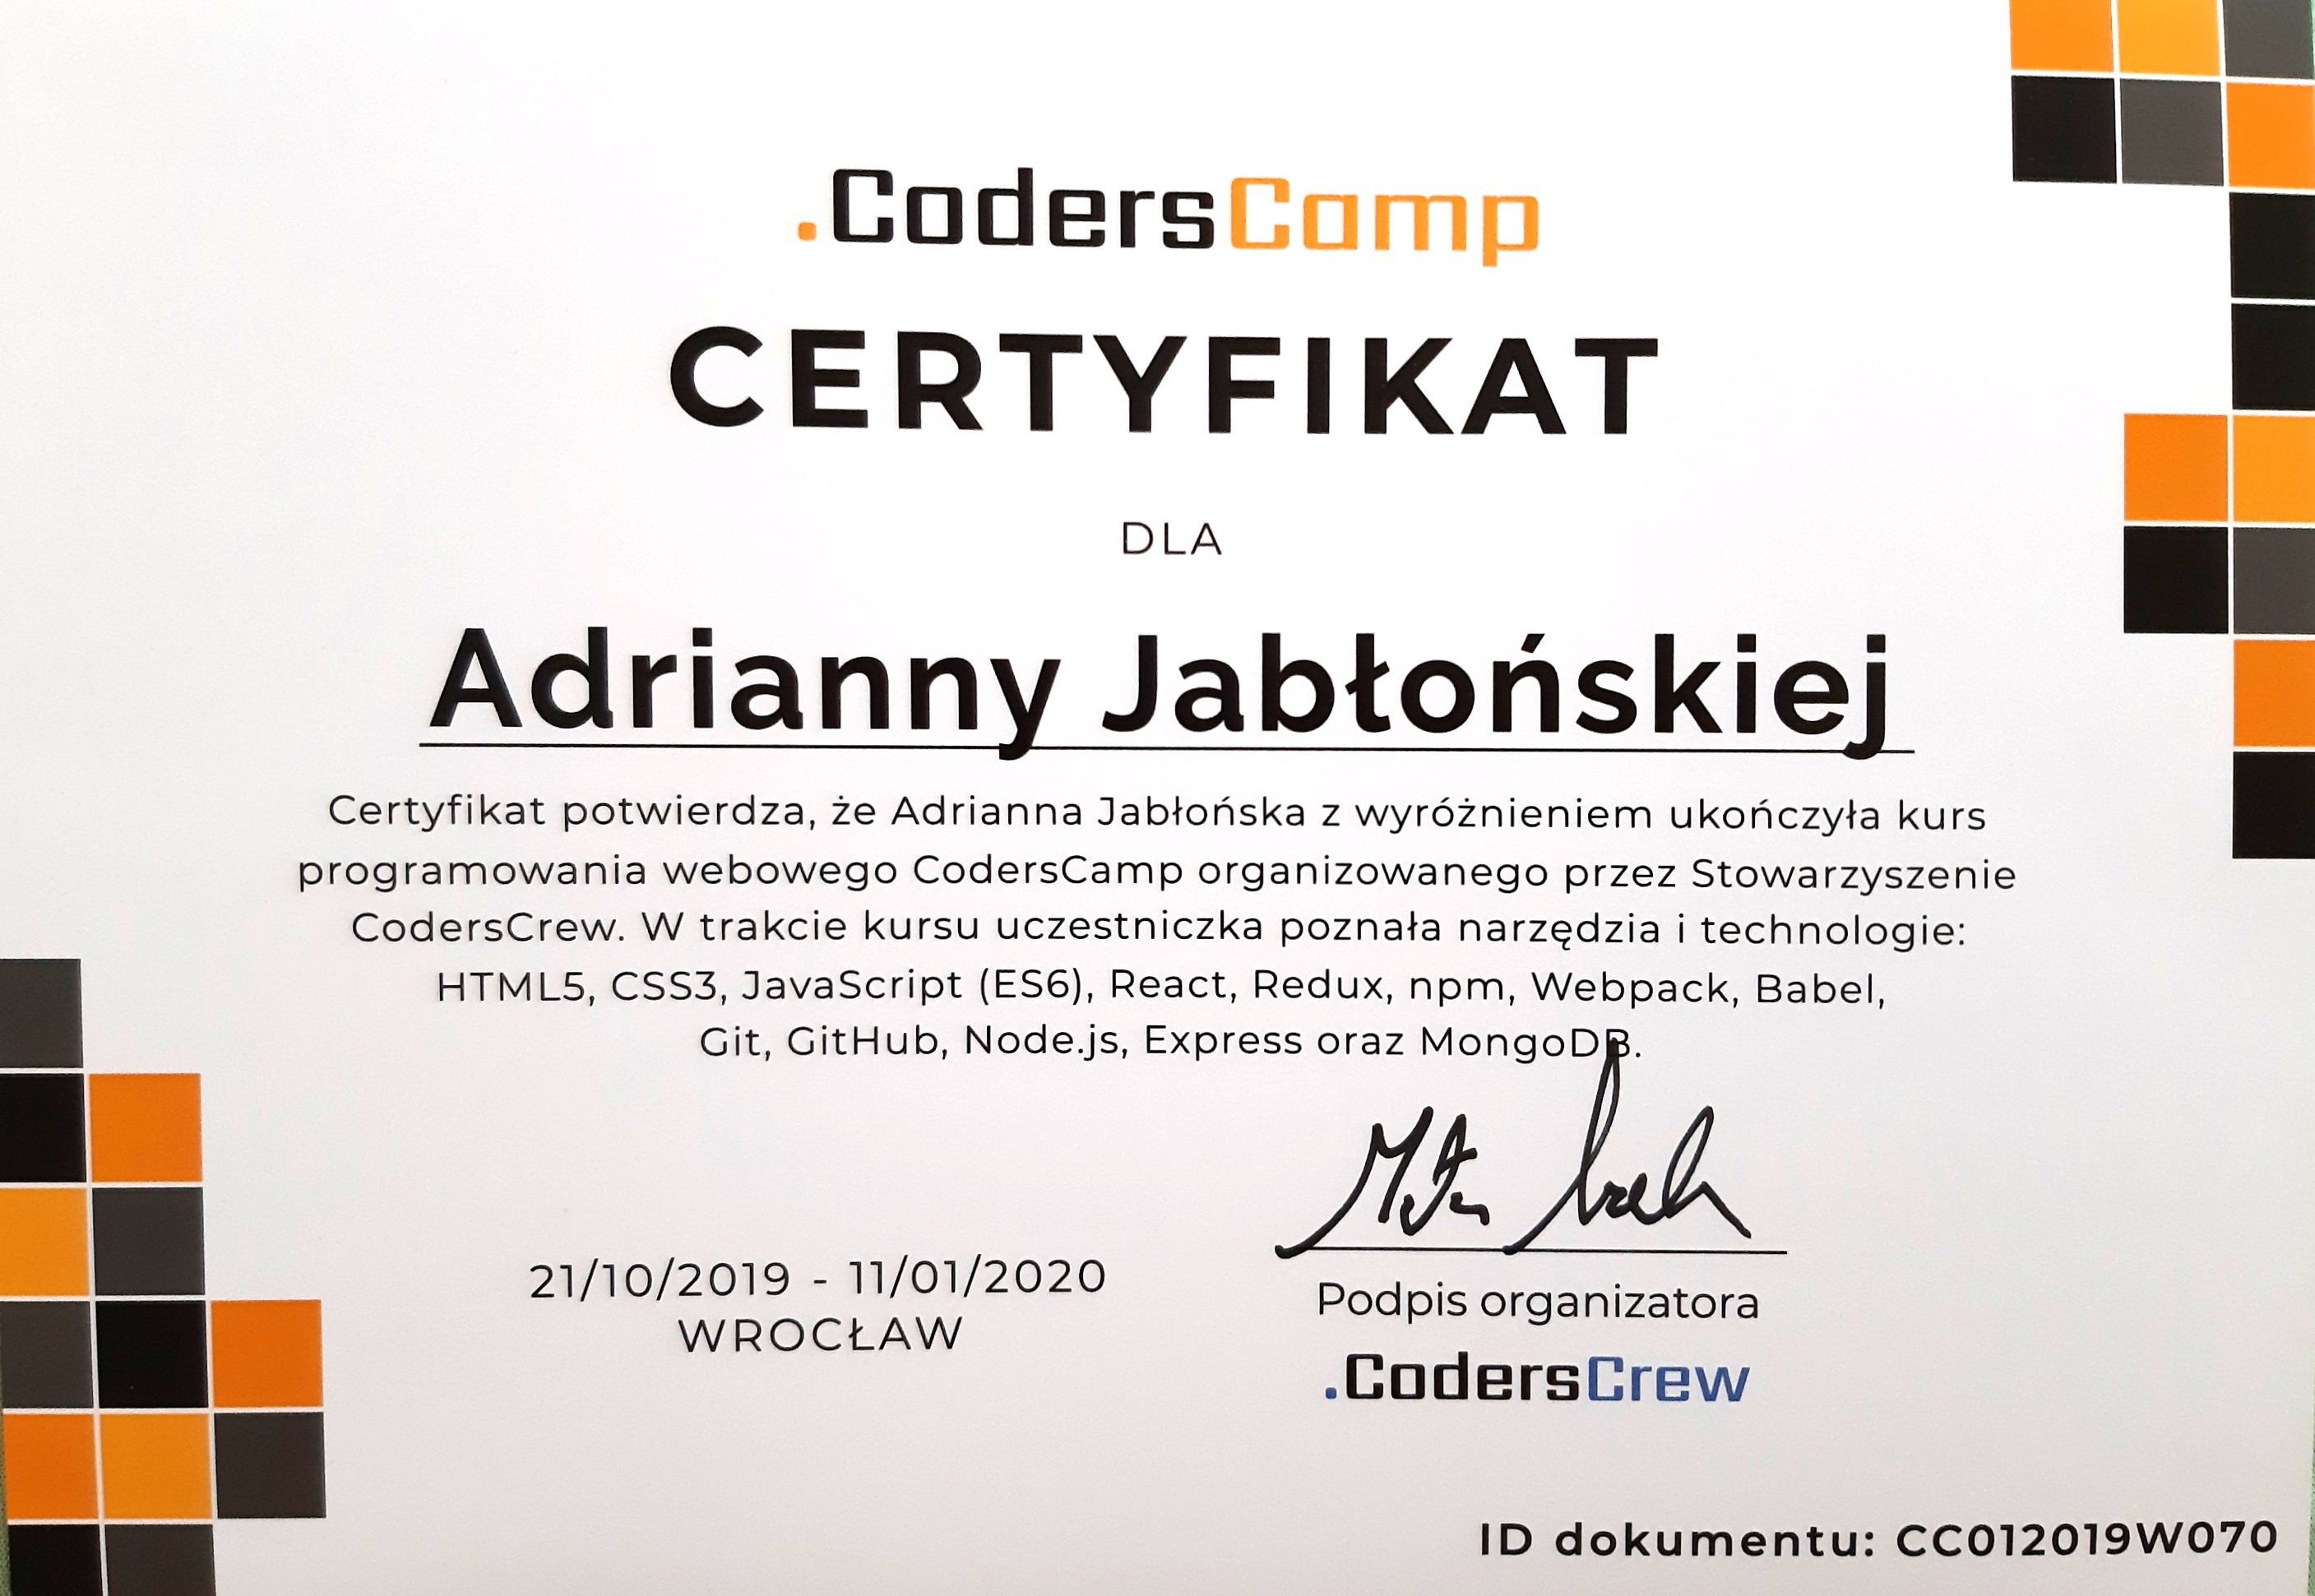 .CodersCamp
CERTYFIKAT
DLA
Adrianny Jabłońskiej
Certyfikat potwierdza, że Adrianna Jabłońska z wyróżnieniem ukończyła kurs
programowania webowego CodersCamp organizowanego przez Stowarzyszenie
CodersCrew. W trakcie kursu uczestniczka poznała narzędzia i technologie:
HTML5, CSS3, JavaScript (ES6), React, Redux, npm, Webpack, Babel,
Git, GitHub, Node.js, Express oraz MongoDB.
21/10/2019 - 11/01/2020
WROCŁAW
Podpis organizatora
.CodersCrew
ID dokumentu: CC012019W070